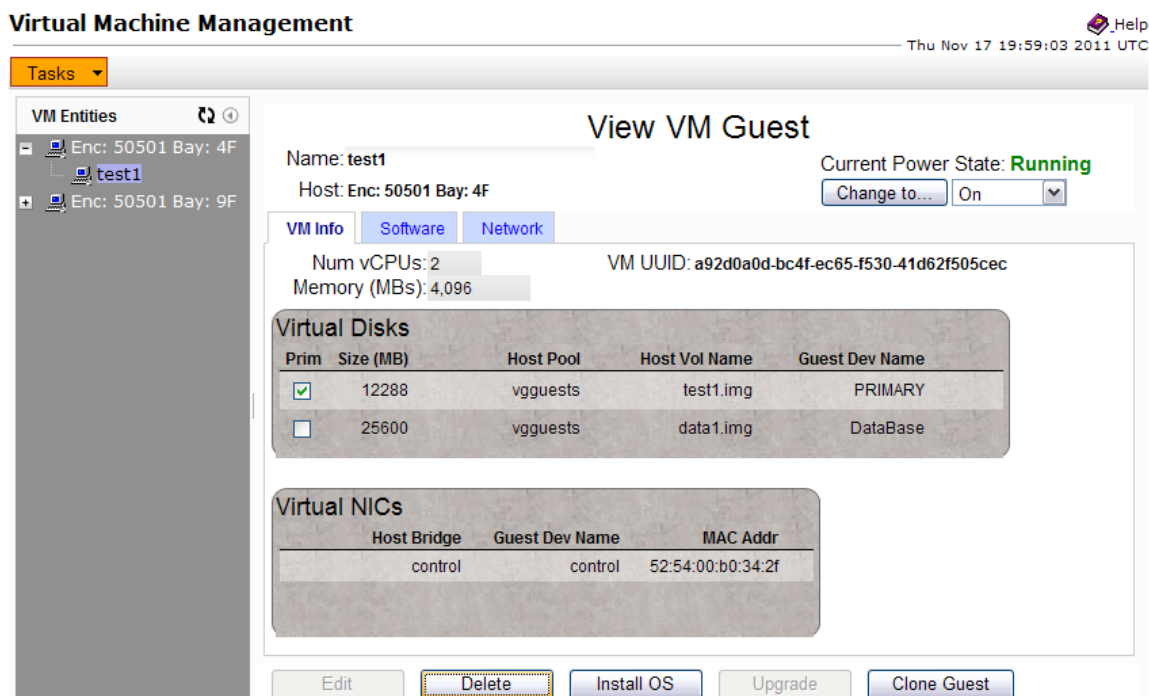 Virtual Machine Management
Help
Thu Nov 17 19:59:03 2011 UTC
Tasks
VM Entities
Enc: 50501 Bay: 4F
test1
Enc: 50501 Bay: 9F
View VM Guest
Name: test1
Host: Enc: 50501 Bay: 4F
Current Power State: Running
Change to... On
VM Info Software Network
Num vCPUs: 2
VM UUID: a92d0a0d-bc4f-ec65-f530-41d62f505cec
Memory (MBs): 4,096
Virtual Disks
Prim Size (MB) Host Pool Host Vol Name Guest Dev Name
12288 vgguests test1.img PRIMARY
25600 vgguests data1.img DataBase
Virtual NICs
Host Bridge Guest Dev Name MAC Addr
control control 52:54:00:b0:34:2f
Edit Delete Install OS Upgrade Clone Guest